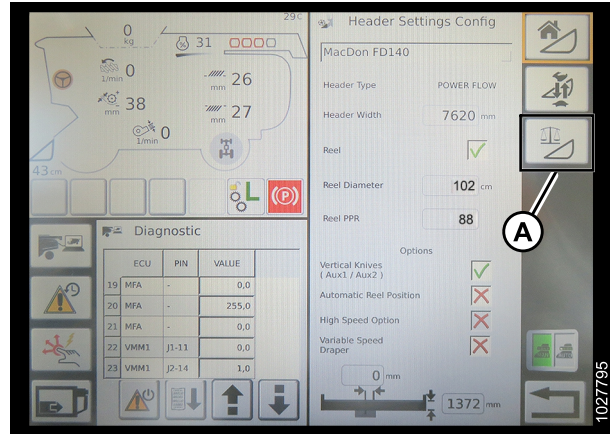 29c
0
kg
31
0
1/min
26
mm
38
mm
27
mm
0
1/min
43 cm
L
(P)
Diagnostic
ECU PIN VALUE
19 MFA - 0,0
20 MFA - 255,0
21 MFA - 0,0
22 VMM1 J1-11 0,0
23 VMM1 J2-14 1,0
Header Settings Config
MacDon FD140
Header Type POWER FLOW
Header Width 7620 mm
Reel
Reel Diameter 102 cm
Reel PPR 88
Options
Vertical Knives
( Aux1 / Aux2 )
Automatic Reel Position
High Speed Option
Variable Speed
Draper
0 mm
1372 mm
A
1027795